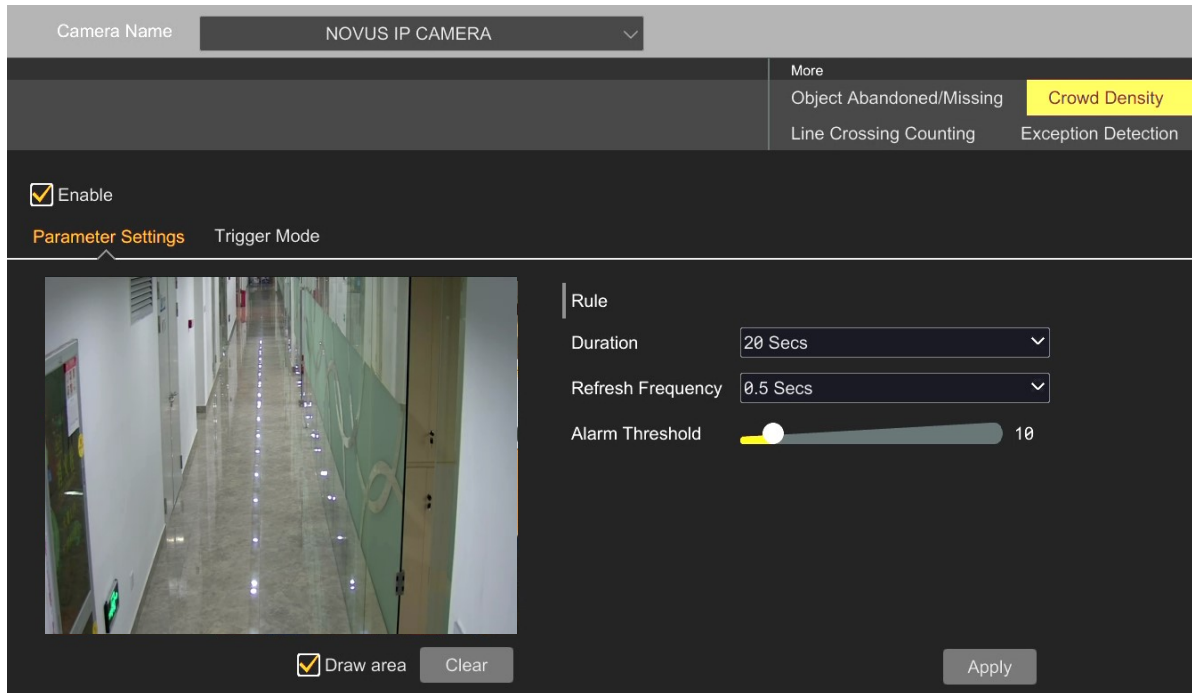 Camera Name NOVUS IP CAMERA
More
Object Abandoned/Missing Crowd Density
Line Crossing Counting Exception Detection
Enable
Parameter Settings Trigger Mode
Rule
Duration 20 Secs
Refresh Frequency 0.5 Secs
Alarm Threshold 10
Draw area Clear
Apply